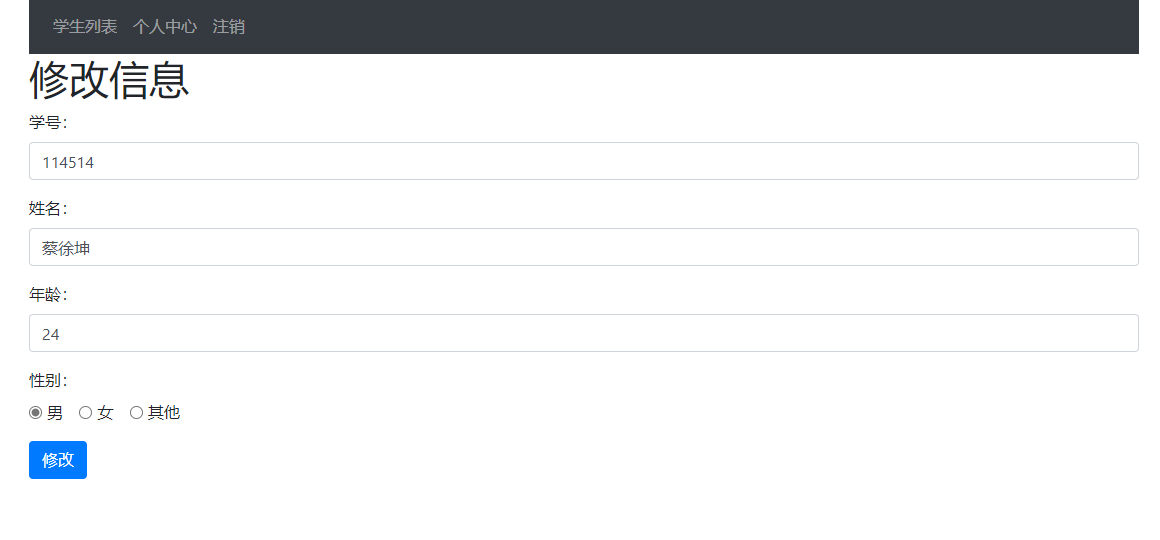 学生列表 个人中心 注销
修改信息
学号：
114514
姓名：
蔡徐坤
年龄：
24
性别：
男 女 其他
修改